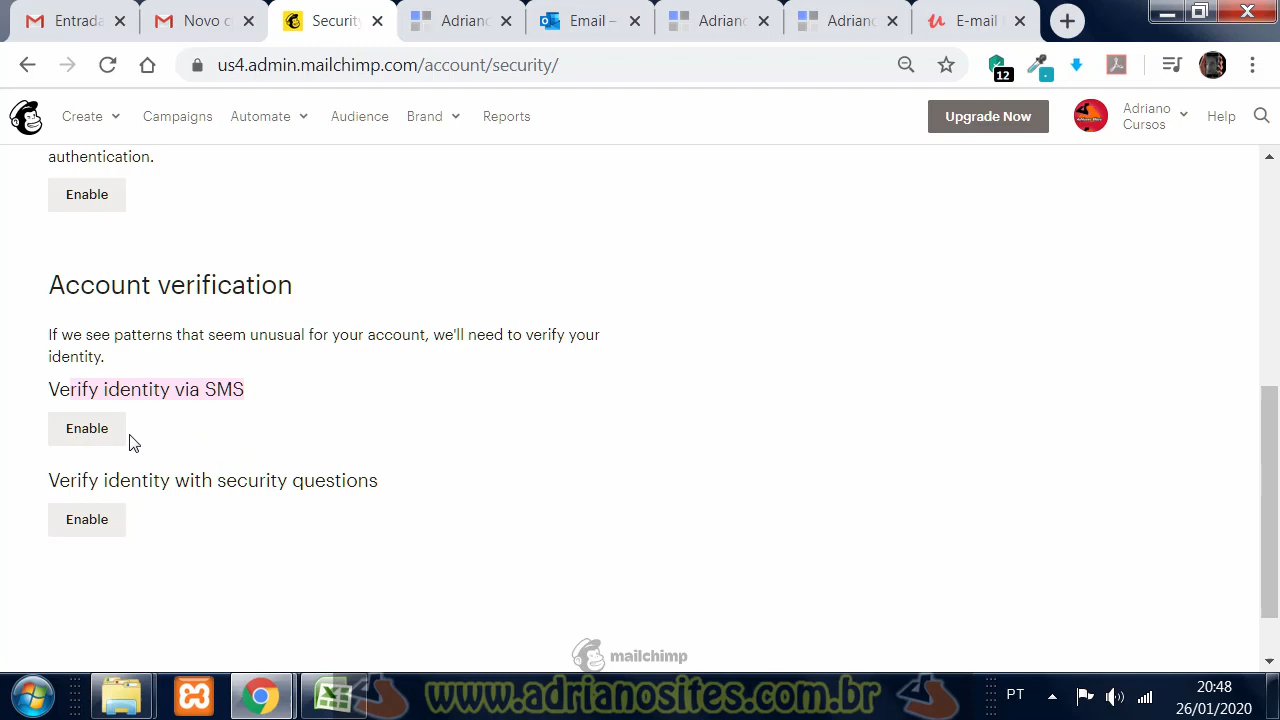 Entrada
Novo c
Security
Adriano
Email –
Adriano
Adriano
E-mail
us4.admin.mailchimp.com/account/security/
12
Create
Campaigns
Automate
Audience
Brand
Reports
Upgrade Now
Adriano
Cursos
Help
authentication.
Enable
Account verification
If we see patterns that seem unusual for your account, we'll need to verify your
identity.
Verify identity via SMS
Enable
Verify identity with security questions
Enable
mailchimp
www.adrianosites.com.br
PT
20:48
26/01/2020